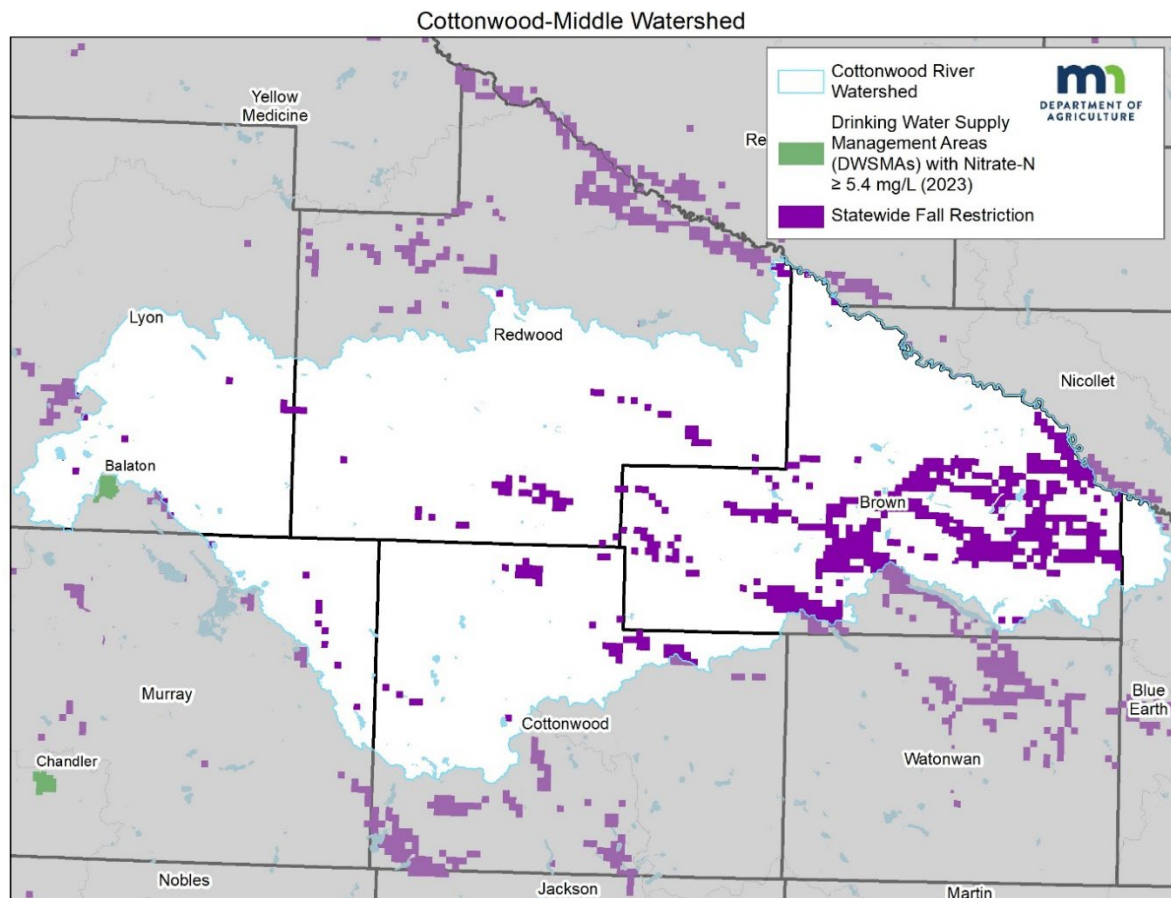 Cottonwood-Middle Watershed
Cottonwood River
Watershed
Drinking Water Supply
Management Areas
(DWSMAs) with Nitrate-N
≥ 5.4 mg/L (2023)
Statewide Fall Restriction
mn
DEPARTMENT OF
AGRICULTURE
Yellow
Medicine
Re
Lyon
Redwood
Nicollet
Balaton
Brown
Murray
Cottonwood
Blue
Earth
Chandler
Watonwan
Nobles
Jackson
Martin